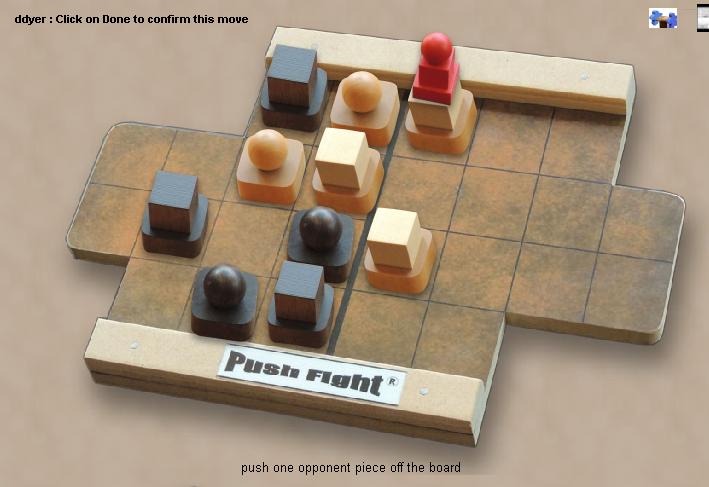 ddyer : Click on Done to confirm this move
Push Fight®
push one opponent piece off the board